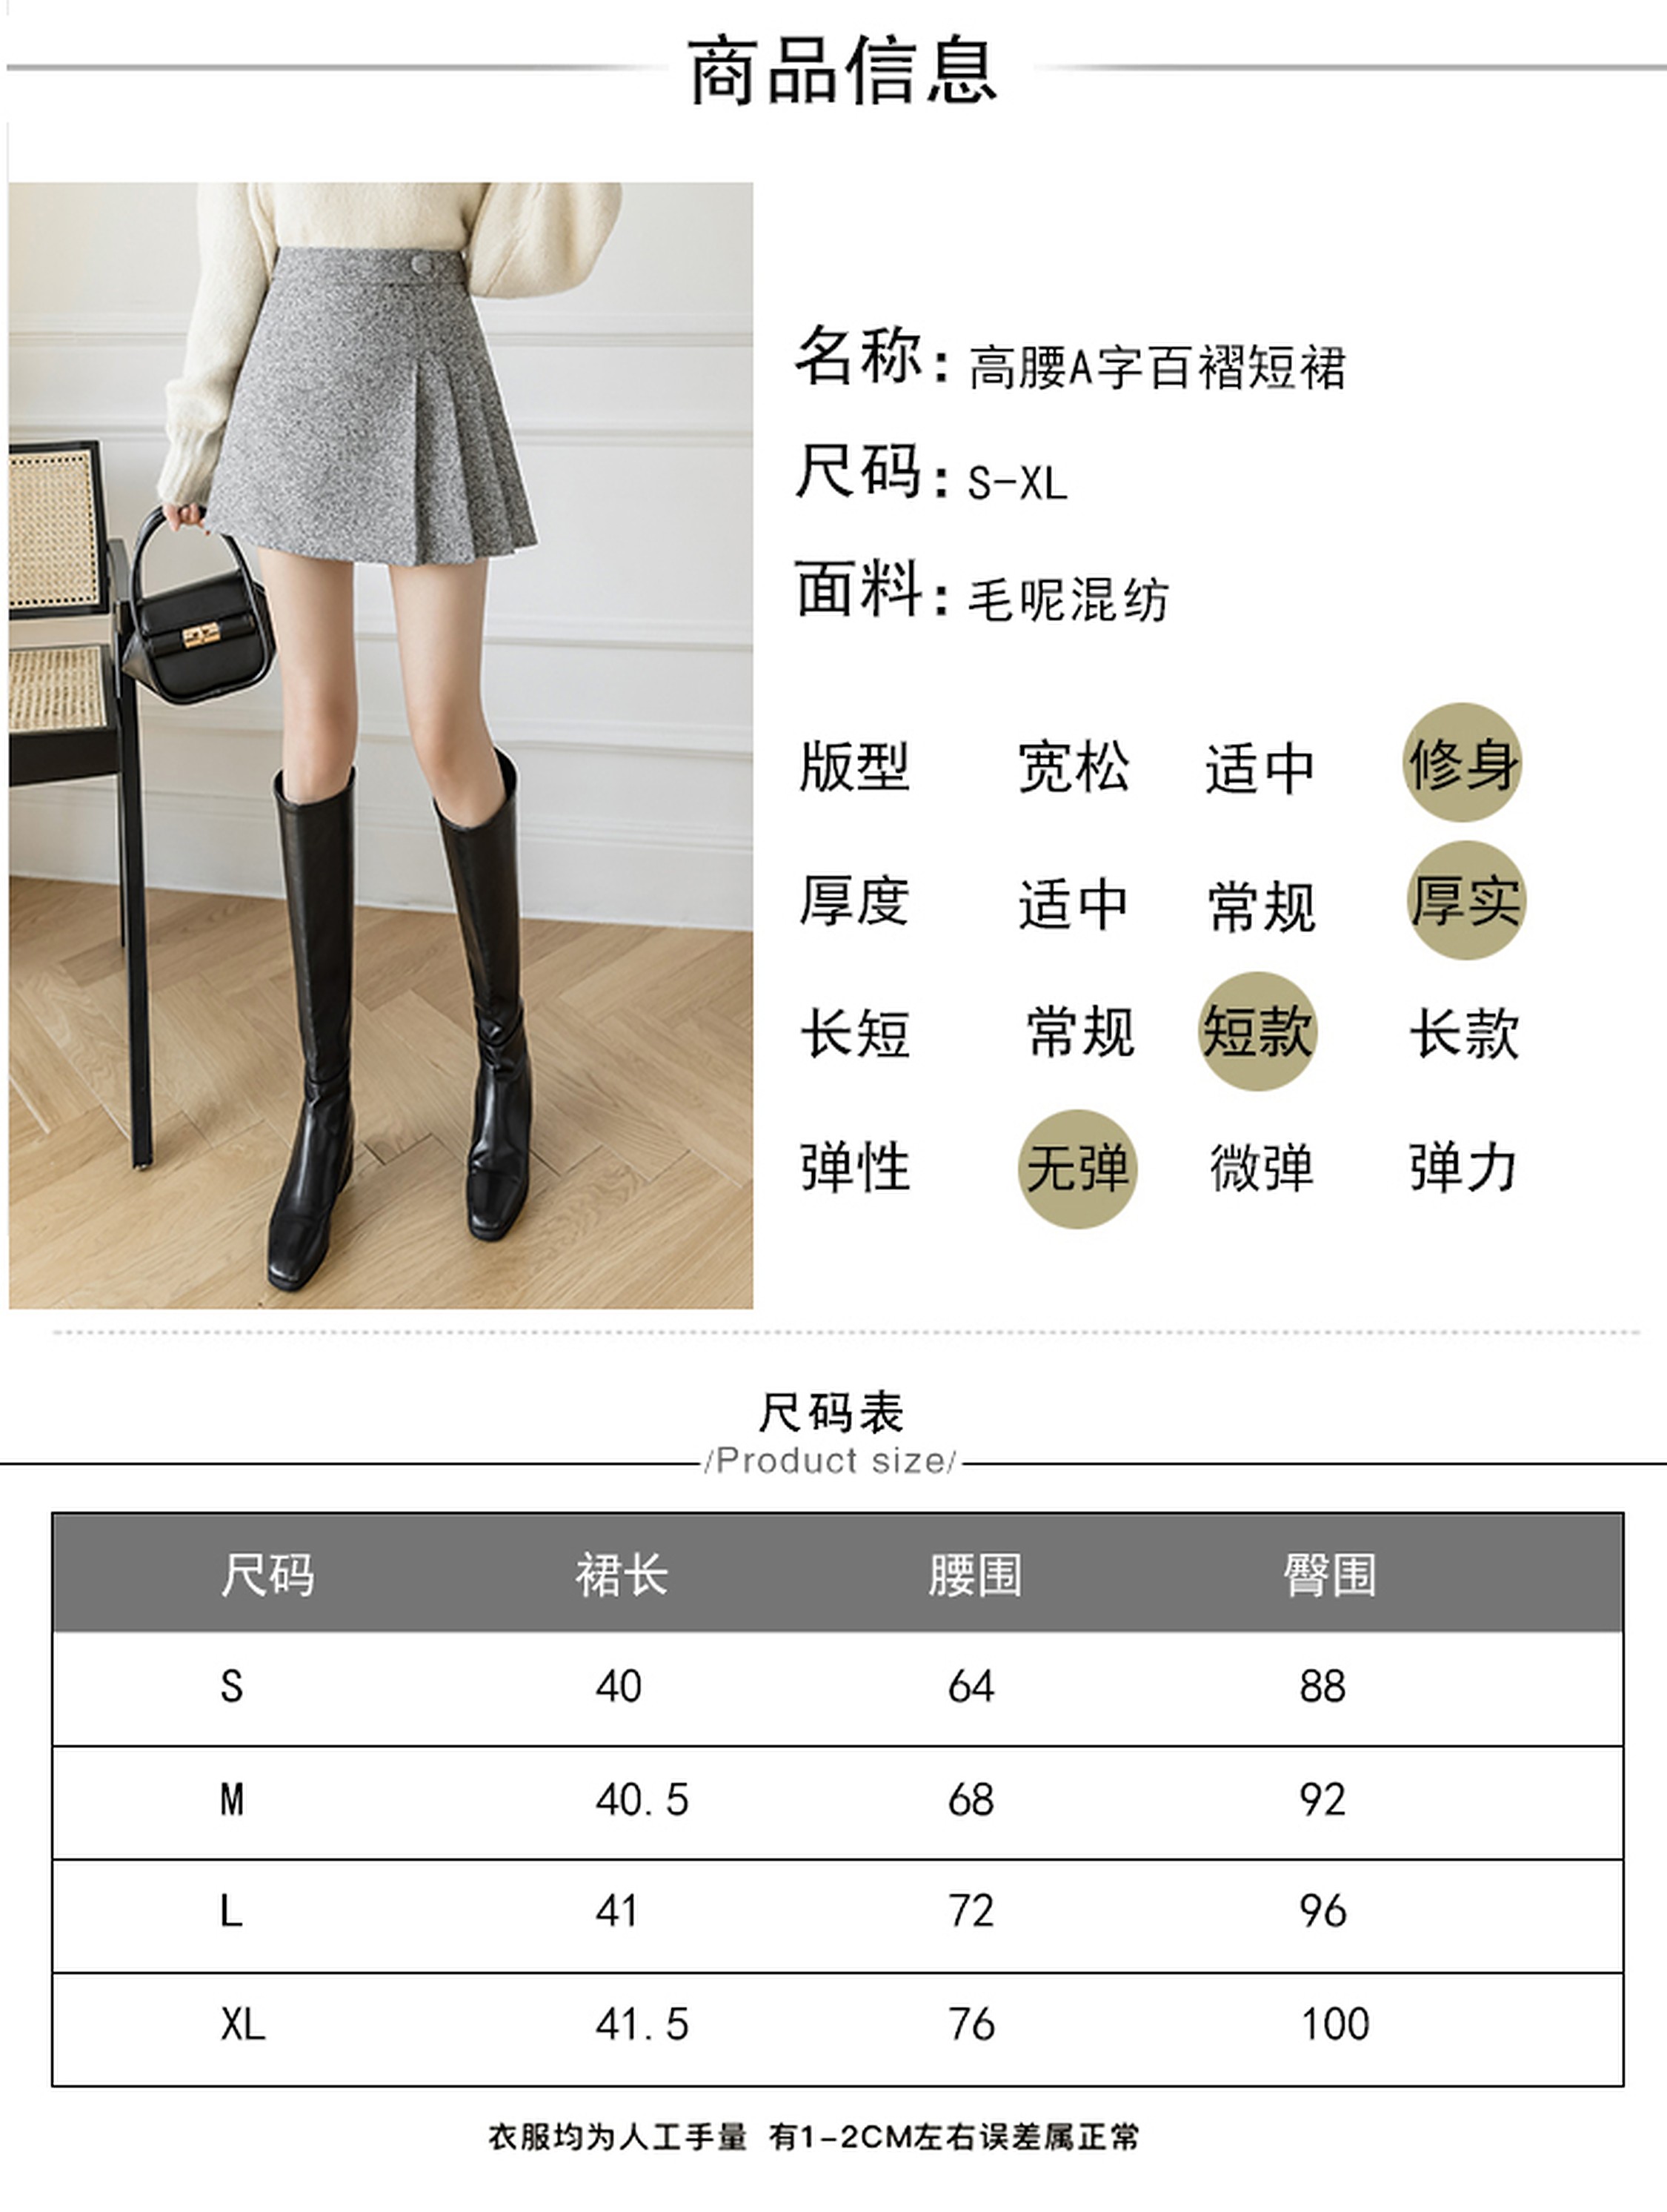 商品信息
名称：高腰A字百褶短裙
尺码：S-XL
面料：毛呢混纺
版型 宽松 适中 修身
厚度 适中 常规 厚实
长短 常规 短款 长款
弹性 无弹 微弹 弹力
尺码表
/Product size/
尺码 裙长 腰围 臀围
S 40 64 88
M 40.5 68 92
L 41 72 96
XL 41.5 76 100
衣服均为人工手量 有1-2CM左右误差属正常